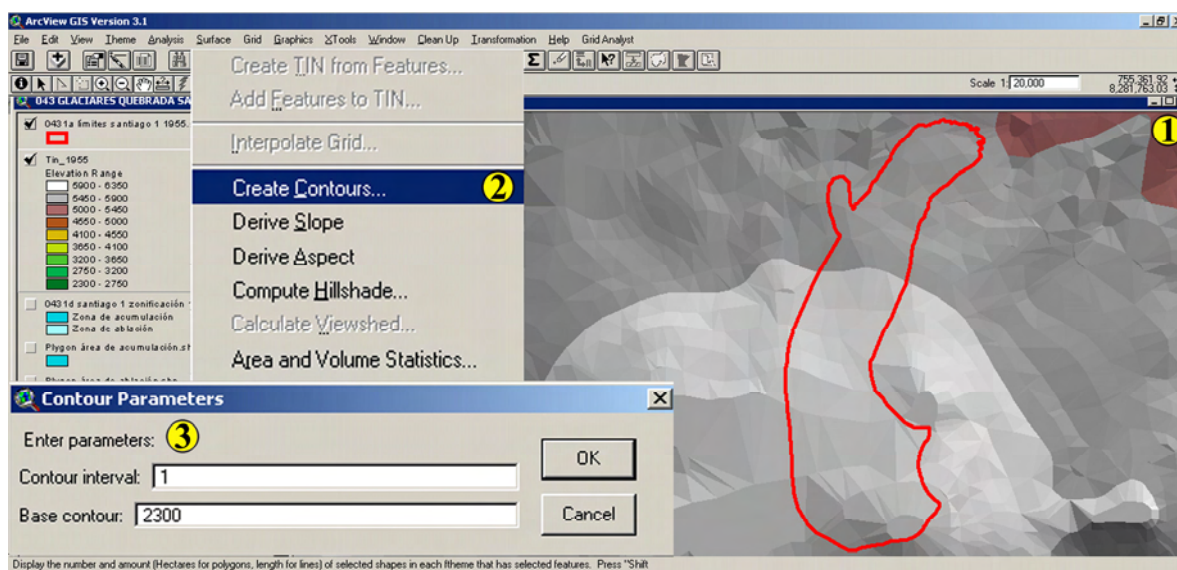 ArcView GIS Version 3.1
File Edit View Theme Analysis Surface Grid Graphics XTools Window Clean Up Transformation Help Grid Analyst
Scale 1: 20,000
755,361.92
8,281,763.03
043 GLACIARES QUEBRADA SA
0431a límites santiago 1 1955.
Tin_1955
Elevation Range
5900 - 6350
5450 - 5900
5000 - 5450
4550 - 5000
4100 - 4550
3650 - 4100
3200 - 3650
2750 - 3200
2300 - 2750
0431d santiago 1 zonificación
Zona de acumulación
Zona de ablación
Plygon área de acumulación.sh
Create TIN from Features...
Add Features to TIN...
Interpolate Grid...
Create Contours... 2
Derive Slope
Derive Aspect
Compute Hillshade...
Calculate Viewshed...
Area and Volume Statistics...
1
Contour Parameters
Enter parameters: 3
Contour interval: 1
Base contour: 2300
OK
Cancel
Display the number and amount (Hectares for polygons, length for lines) of selected shapes in each ftheme that has selected features. Press "Shift